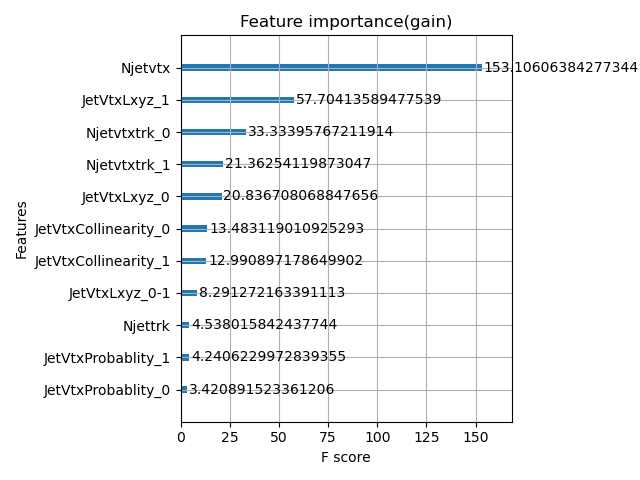 Feature importance(gain)
Njetvtx 153.10606384277344
JetVtxLxyz_1 57.70413589477539
Njetvtxtrk_0 33.33395767211914
Njetvtxtrk_1 21.36254119873047
JetVtxLxyz_0 20.836708068847656
JetVtxCollinearity_0 13.483119010925293
JetVtxCollinearity_1 12.990897178649902
JetVtxLxyz_0-1 8.291272163391113
Njettrk 4.538015842437744
JetVtxProbablity_1 4.2406229972839355
JetVtxProbablity_0 3.420891523361206
Features
0 25 50 75 100 125 150
F score